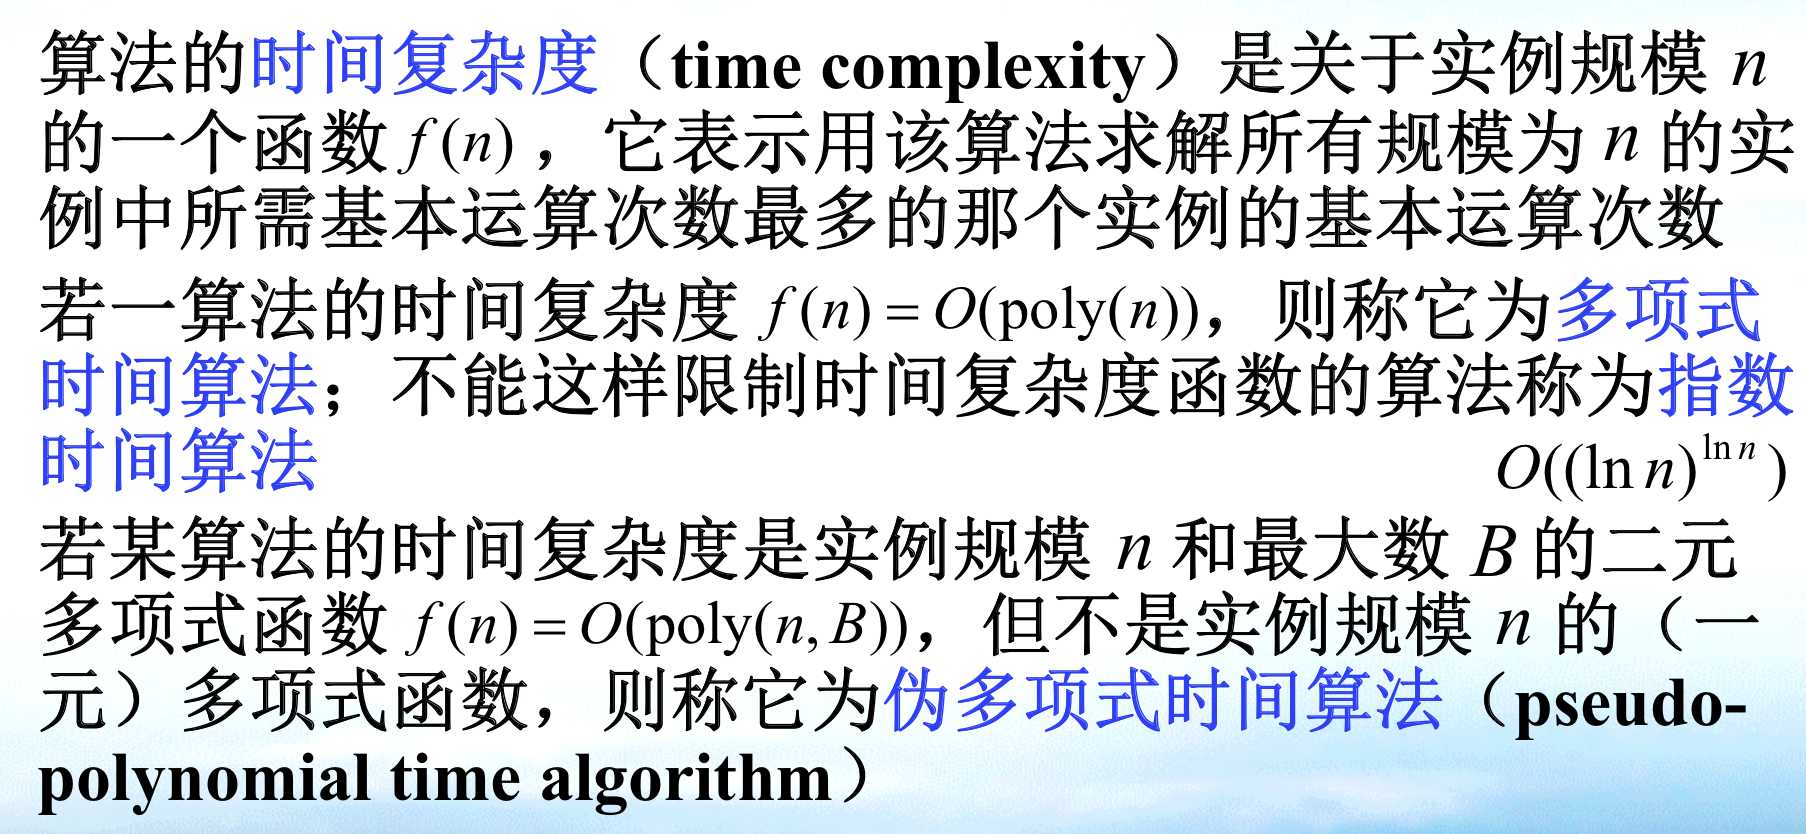 算法的时间复杂度（time complexity）是关于实例规模 n
的一个函数 f(n)，它表示用该算法求解所有规模为 n 的实
例中所需基本运算次数最多的那个实例的基本运算次数
若一算法的时间复杂度 f(n) = O(poly(n))，则称它为多项式
时间算法；不能这样限制时间复杂度函数的算法称为指数
时间算法 O((ln n)^{ln n})
若某算法的时间复杂度是实例规模 n 和最大数 B 的二元
多项式函数 f(n) = O(poly(n, B))，但不是实例规模 n 的（一
元）多项式函数，则称它为伪多项式时间算法（pseudo-
polynomial time algorithm）